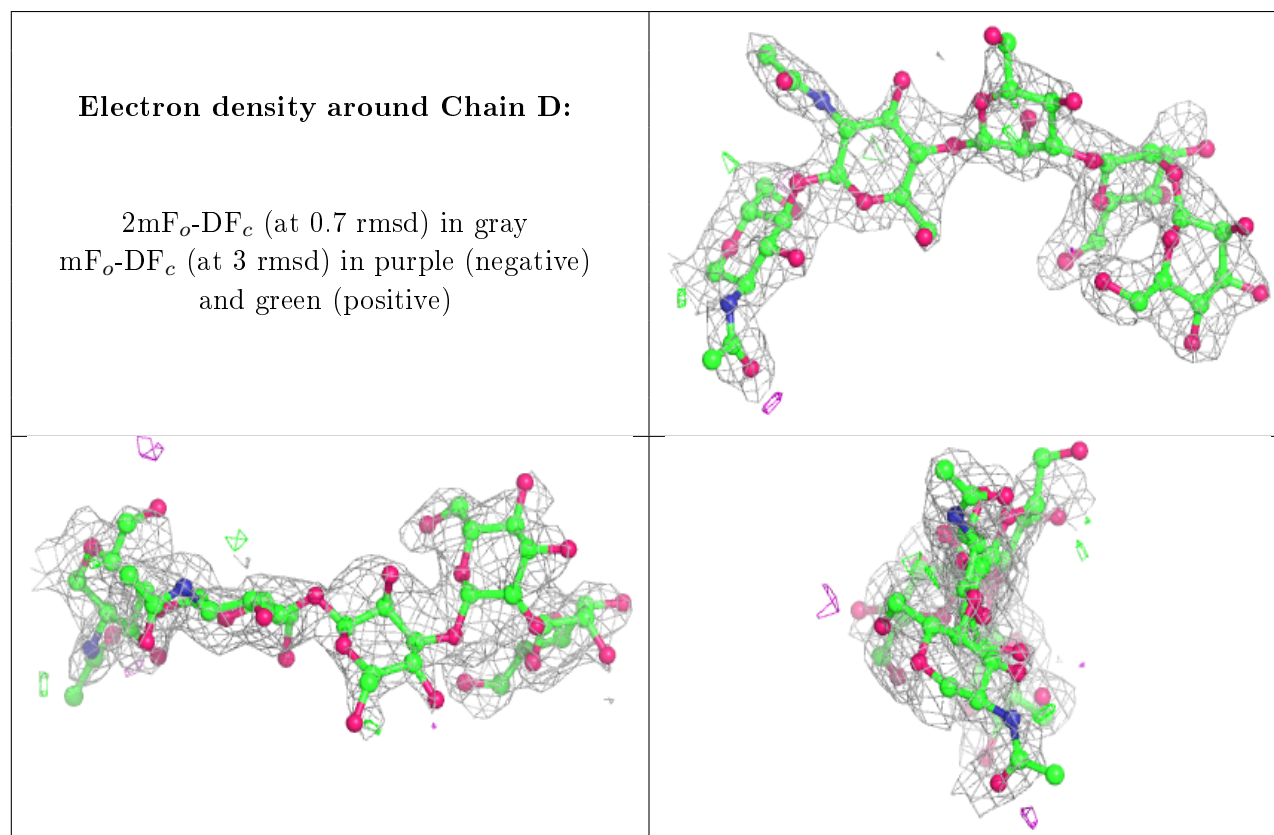 Electron density around Chain D:
2mFₒ-DF𝒸 (at 0.7 rmsd) in gray
mFₒ-DF𝒸 (at 3 rmsd) in purple (negative)
and green (positive)